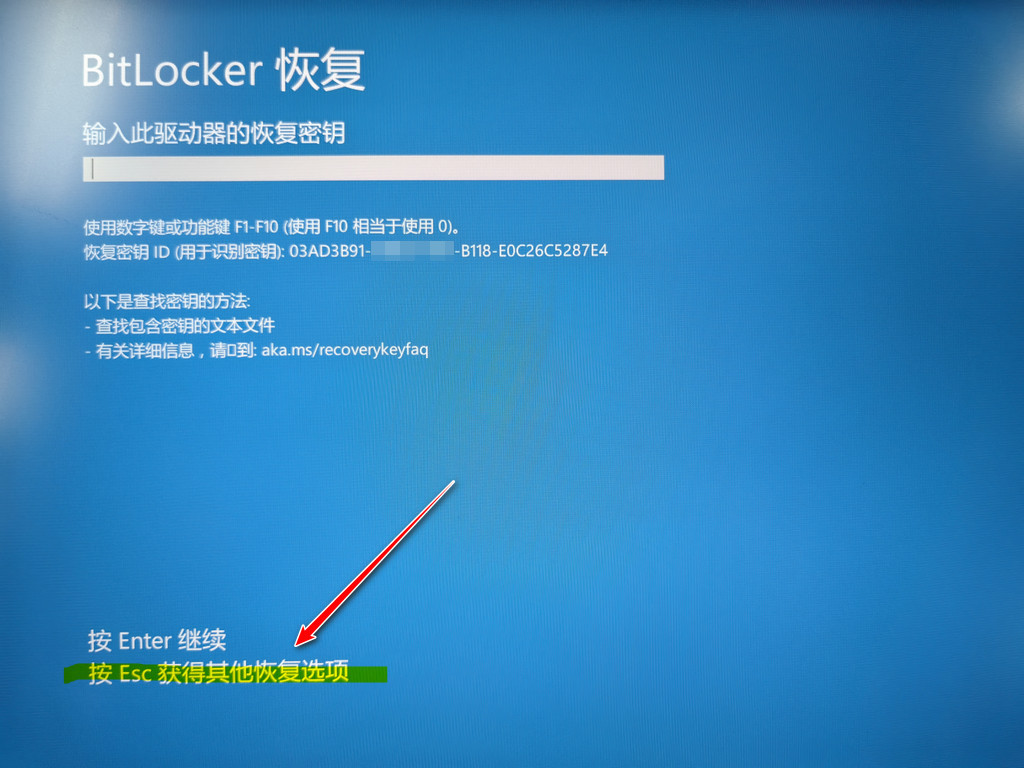 BitLocker 恢复
输入此驱动器的恢复密钥
使用数字键或功能键 F1-F10 (使用 F10 相当于使用 0)。
恢复密钥 ID (用于识别密钥): 03AD3B91- -B118-E0C26C5287E4
以下是查找密钥的方法:
- 查找包含密钥的文本文件
- 有关详细信息，请▯到: aka.ms/recoverykeyfaq
按 Enter 继续
按 Esc 获得其他恢复选项